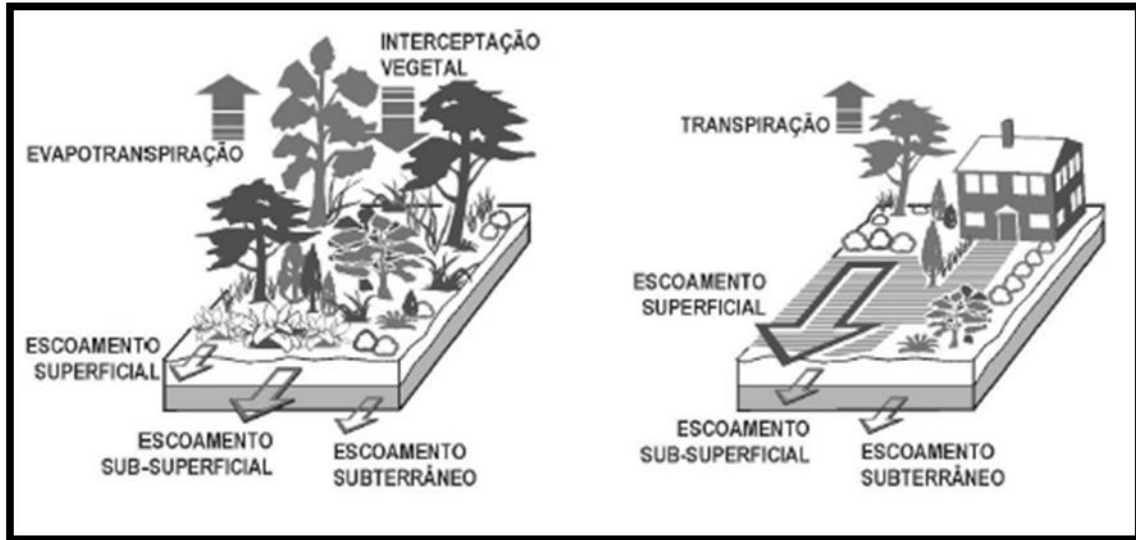 INTERCEPTAÇÃO
VEGETAL
EVAPOTRANSPIRAÇÃO
ESCOAMENTO
SUPERFICIAL
ESCOAMENTO
SUB-SUPERFICIAL
ESCOAMENTO
SUBTERRÂNEO
TRANSPIRAÇÃO
ESCOAMENTO
SUPERFICIAL
ESCOAMENTO
SUB-SUPERFICIAL
ESCOAMENTO
SUBTERRÂNEO